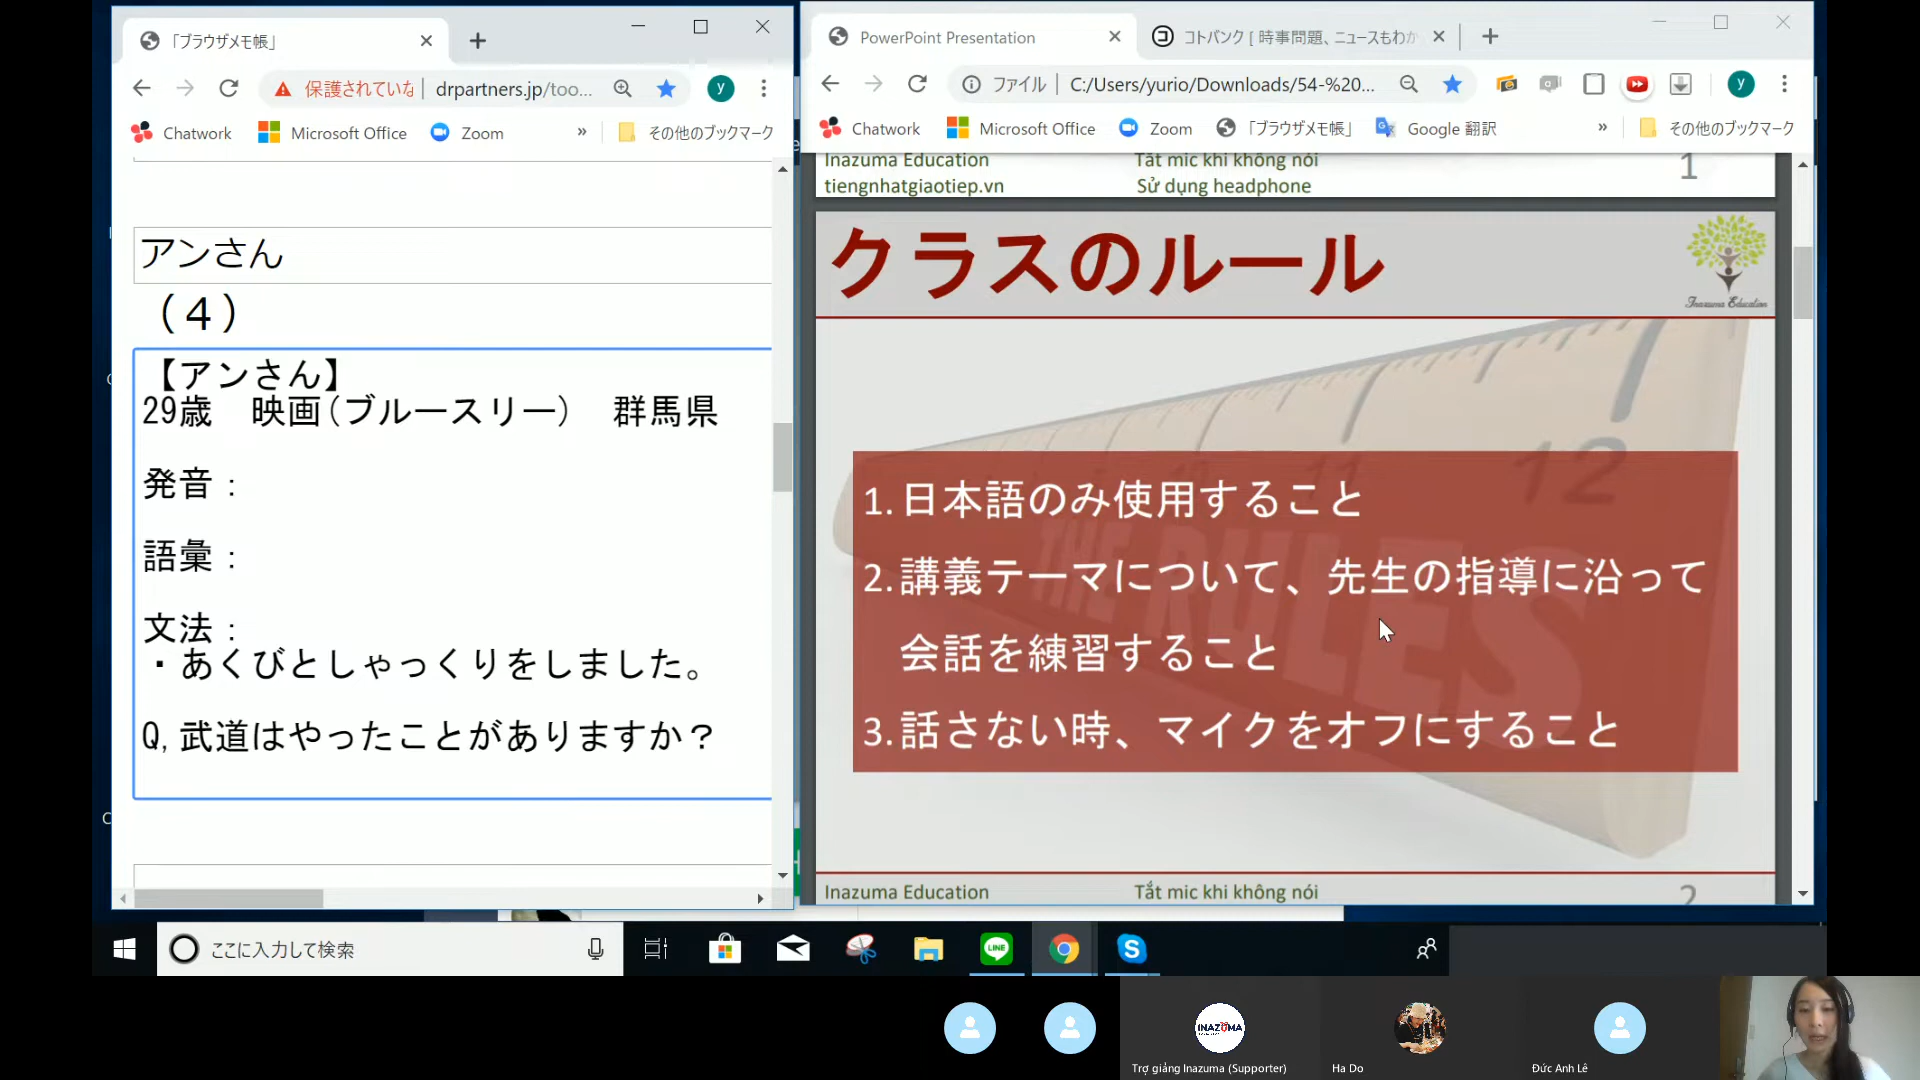 「ブラウザメモ帳」
保護されていな
drpartners.jp/too...
Chatwork
Microsoft Office
Zoom
»
その他のブックマーク
アンさん
（4）
【アンさん】
29歳　映画(ブルースリー)　群馬県
発音：
語彙：
文法：
・あくびとしゃっくりをしました。
Q,武道はやったことがありますか？
PowerPoint Presentation
コトバンク [ 時事問題、ニュースもわか
ファイル
C:/Users/yurio/Downloads/54-%20...
y
y
Chatwork
Microsoft Office
Zoom
「ブラウザメモ帳」
Google 翻訳
»
その他のブックマーク
Inazuma Education
Tắt mic khi không nói
1
tiengnhatgiaotiep.vn
Sử dụng headphone
クラスのルール
Inazuma Education
11
12
THE RULES
1. 日本語のみ使用すること
2. 講義テーマについて、先生の指導に沿って
会話を練習すること
3. 話さない時、マイクをオフにすること
Inazuma Education
Tắt mic khi không nói
2
ここに入力して検索
LINE
INAZUMA
Trợ giảng Inazuma (Supporter)
Ha Do
Đức Anh Lê